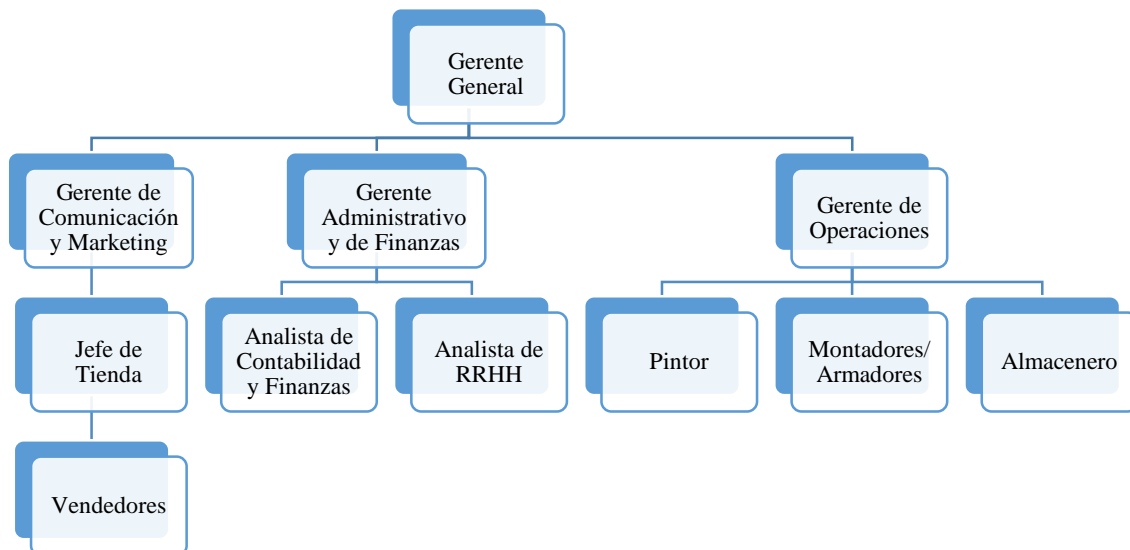 Gerente
General
Gerente de
Comunicación
y Marketing
Gerente
Administrativo
y de Finanzas
Gerente de
Operaciones
Jefe de
Tienda
Analista de
Contabilidad
y Finanzas
Analista de
RRHH
Pintor
Montadores/
Armadores
Almacenero
Vendedores